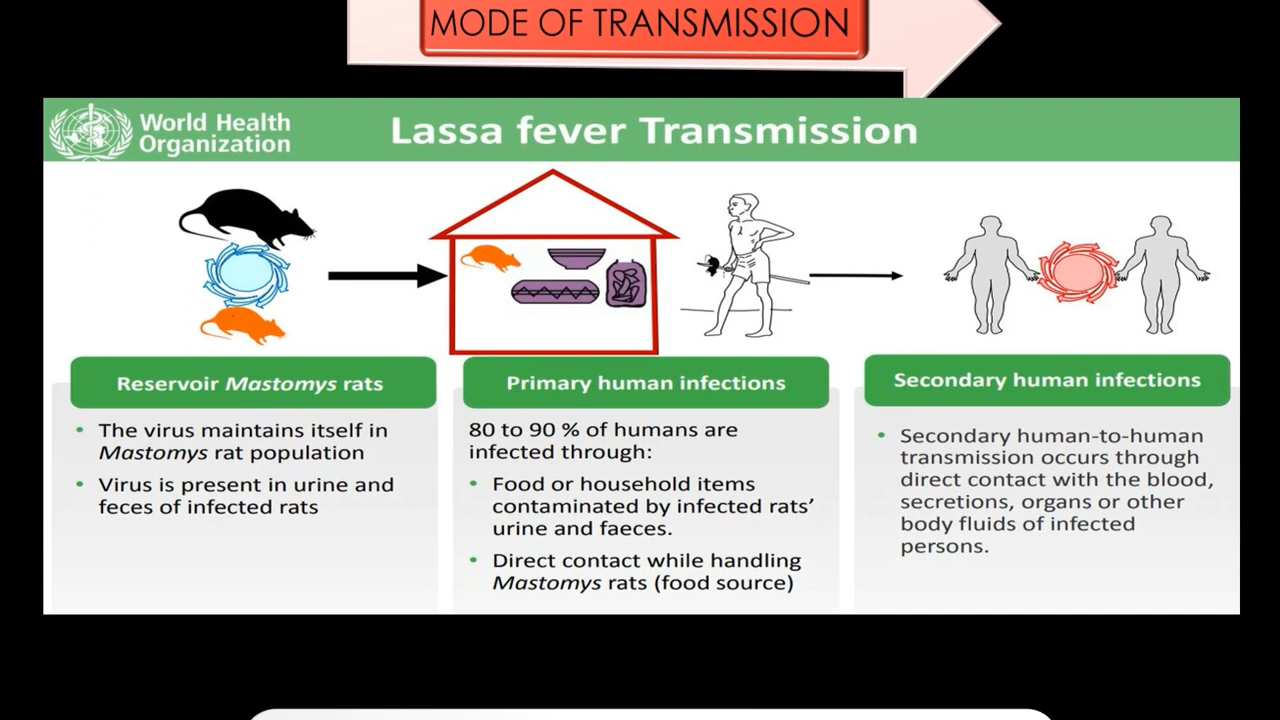 MODE OF TRANSMISSION
World Health
Organization
Lassa fever Transmission
Reservoir Mastomys rats
• The virus maintains itself in
Mastomys rat population
• Virus is present in urine and
feces of infected rats
Primary human infections
80 to 90 % of humans are
infected through:
• Food or household items
contaminated by infected rats’
urine and faeces.
• Direct contact while handling
Mastomys rats (food source)
Secondary human infections
• Secondary human-to-human
transmission occurs through
direct contact with the blood,
secretions, organs or other
body fluids of infected
persons.